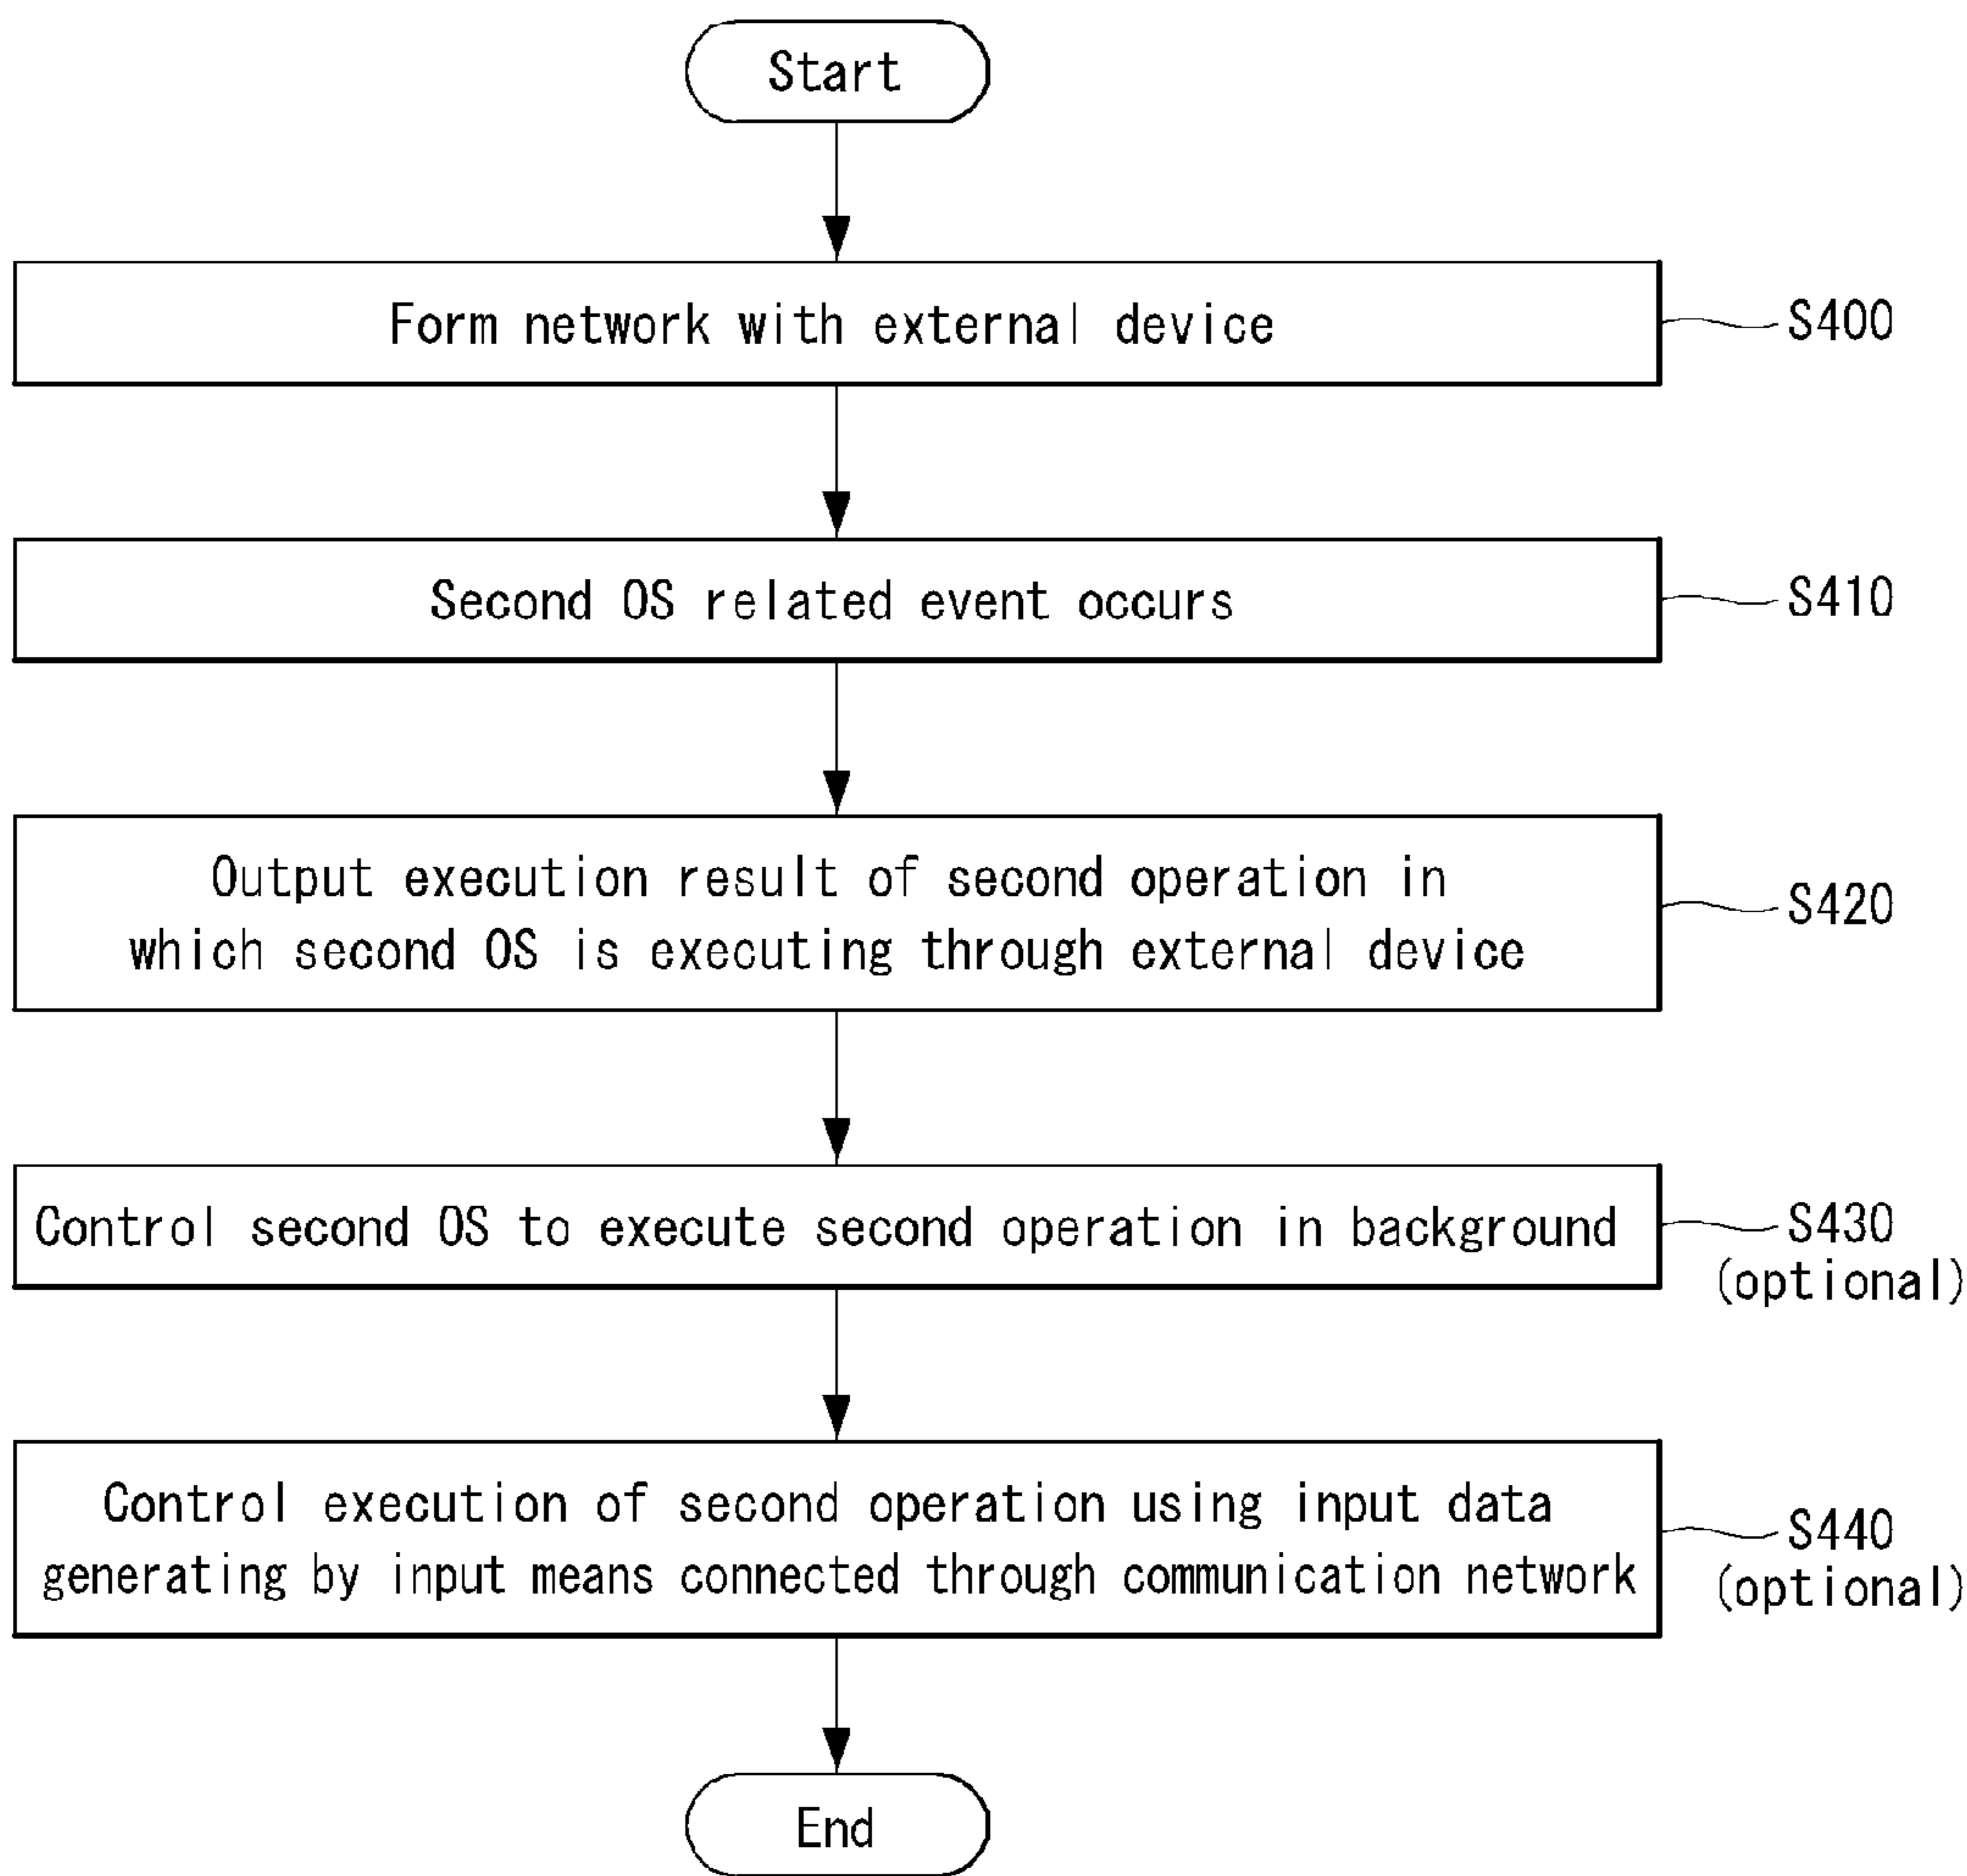 Start
Form network with external device
S400
Second OS related event occurs
S410
Output execution result of second operation in
which second OS is executing through external device
S420
Control second OS to execute second operation in background
S430
(optional)
Control execution of second operation using input data
generating by input means connected through communication network
S440
(optional)
End